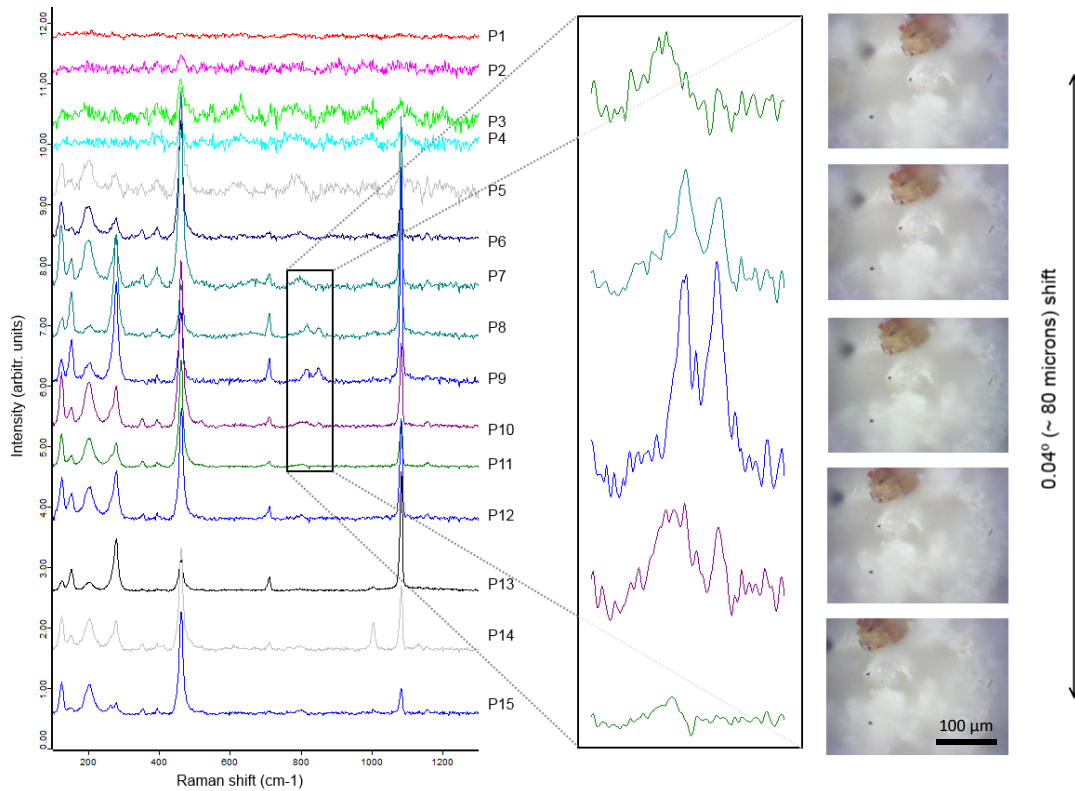 12.00
11.00
10.00
9.00
8.00
7.00
6.00
5.00
4.00
3.00
2.00
1.00
0.00
Intensity (arbitr. units)
P1
P2
P3
P4
P5
P6
P7
P8
P9
P10
P11
P12
P13
P14
P15
200 400 600 800 1000 1200
Raman shift (cm-1)
100 µm
0.04º (~ 80 microns) shift